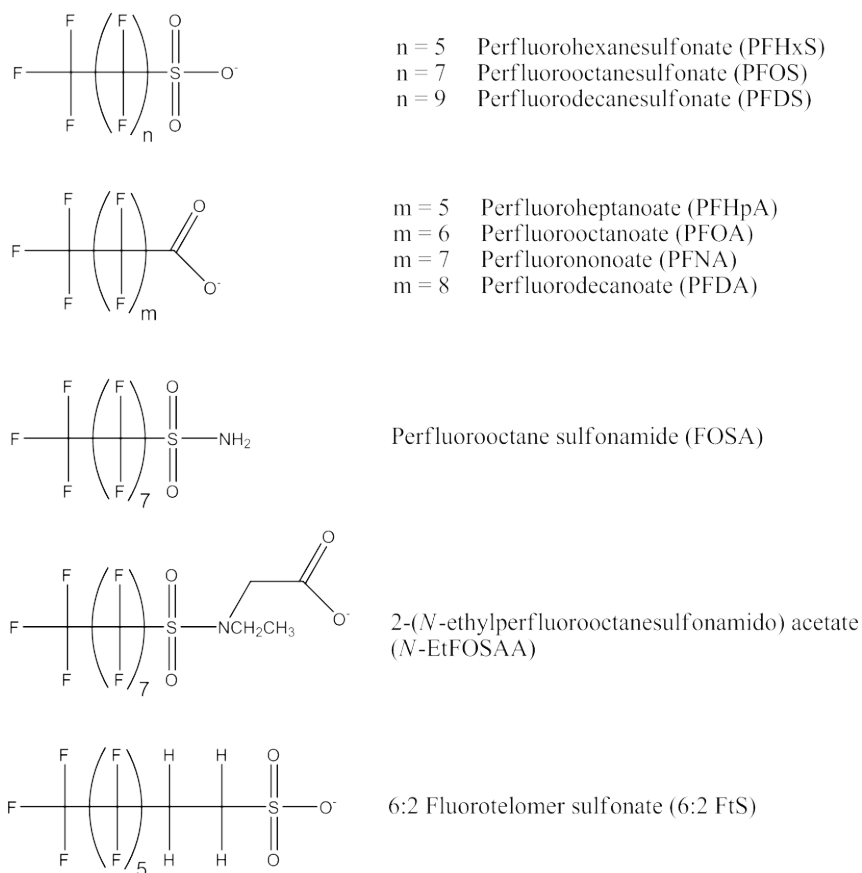 F F O
F S O-
F F O
n
n = 5 Perfluorohexanesulfonate (PFHxS)
n = 7 Perfluorooctanesulfonate (PFOS)
n = 9 Perfluorodecanesulfonate (PFDS)
F F O
F
F F O-
m
m = 5 Perfluoroheptanoate (PFHpA)
m = 6 Perfluorooctanoate (PFOA)
m = 7 Perfluorononoate (PFNA)
m = 8 Perfluorodecanoate (PFDA)
F F O
F S NH2
F F O
7
Perfluorooctane sulfonamide (FOSA)
O
F F O
O-
F S NCH2CH3
F F O
7
2-(N-ethylperfluorooctanesulfonamido) acetate
(N-EtFOSAA)
F F H H O
F S O-
F F H H O
5
6:2 Fluorotelomer sulfonate (6:2 FtS)